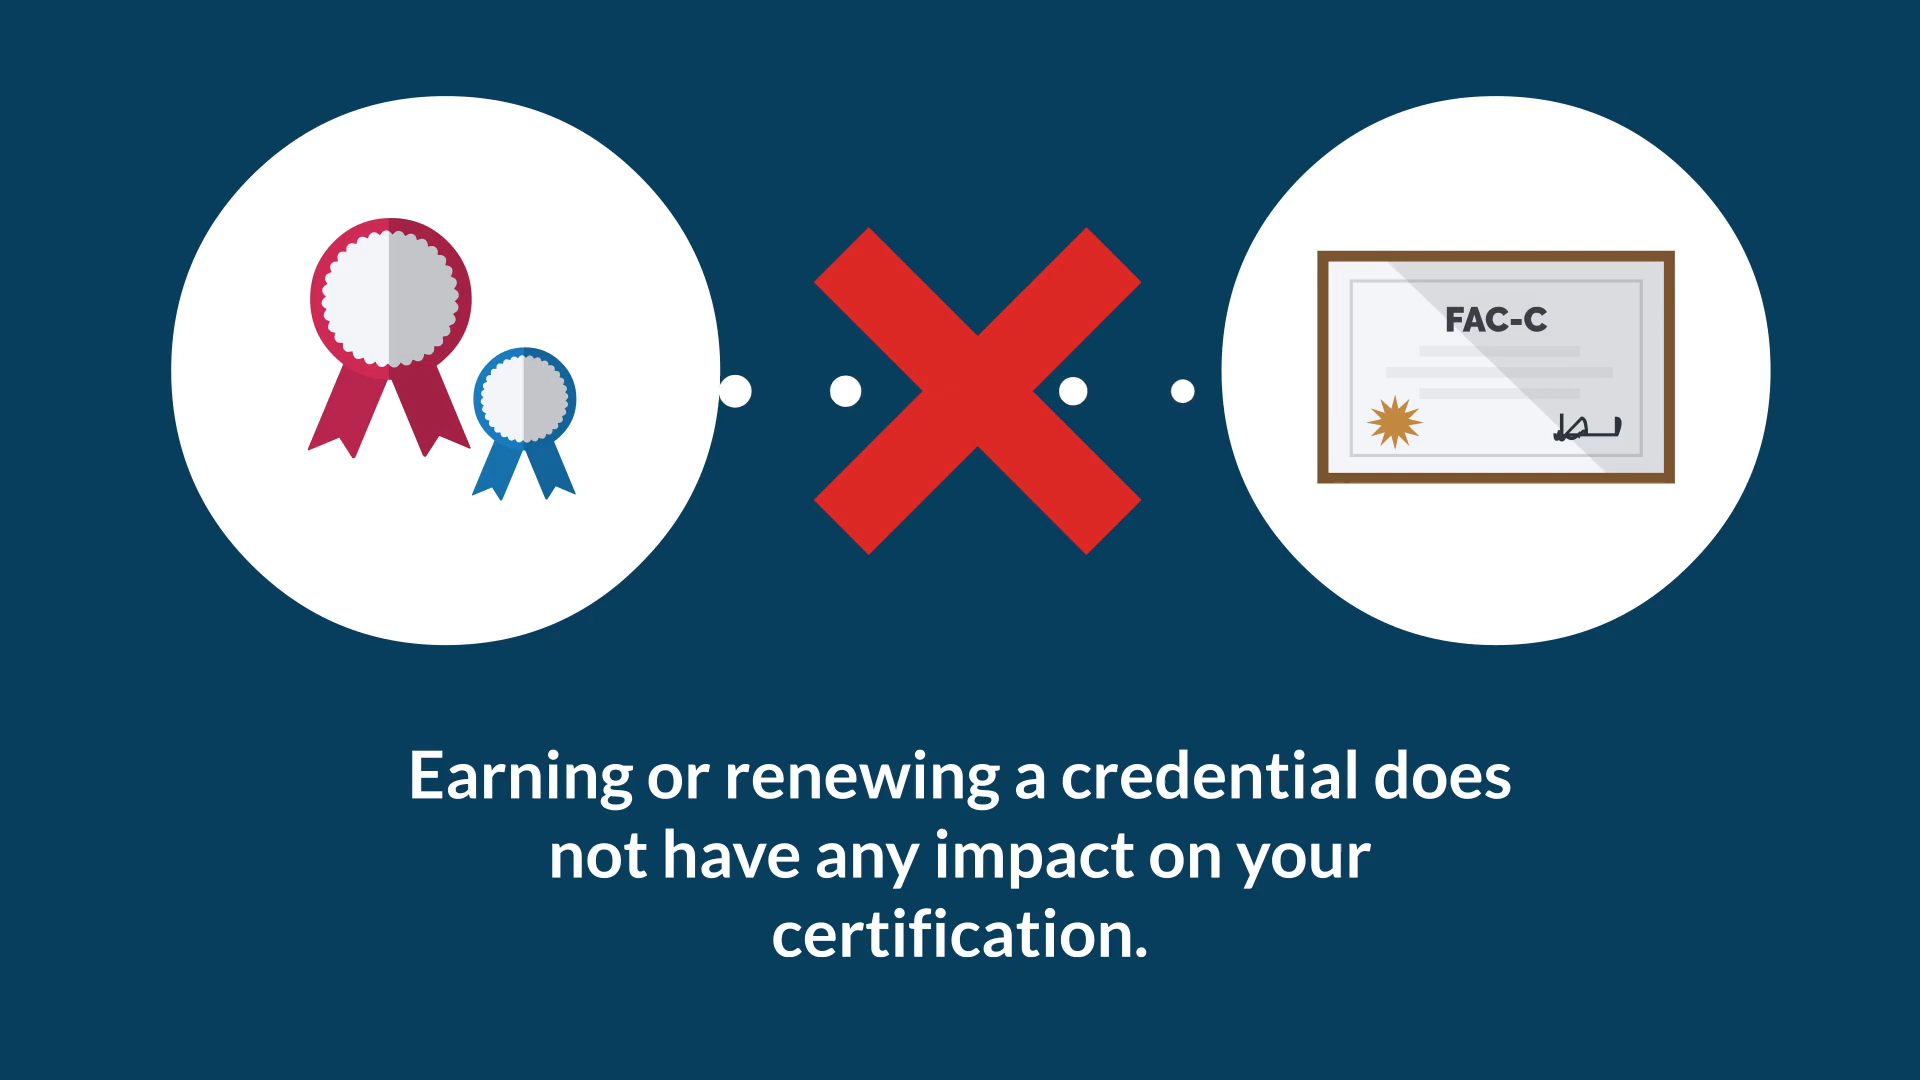 FAC-C
Earning or renewing a credential does
not have any impact on your
certification.